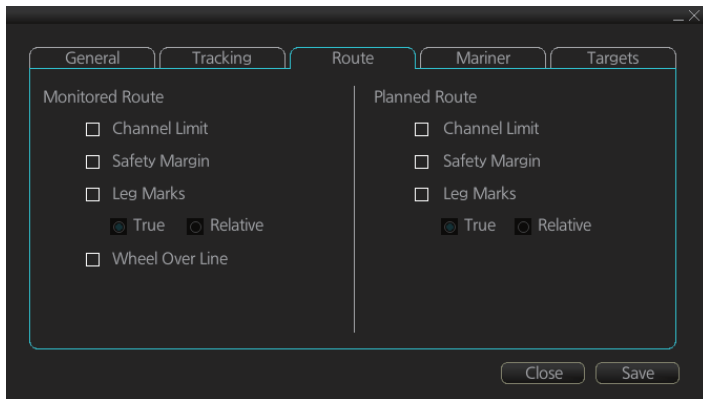 General Tracking Route Mariner Targets
Monitored Route
Channel Limit
Safety Margin
Leg Marks
True Relative
Wheel Over Line
Planned Route
Channel Limit
Safety Margin
Leg Marks
True Relative
Close Save